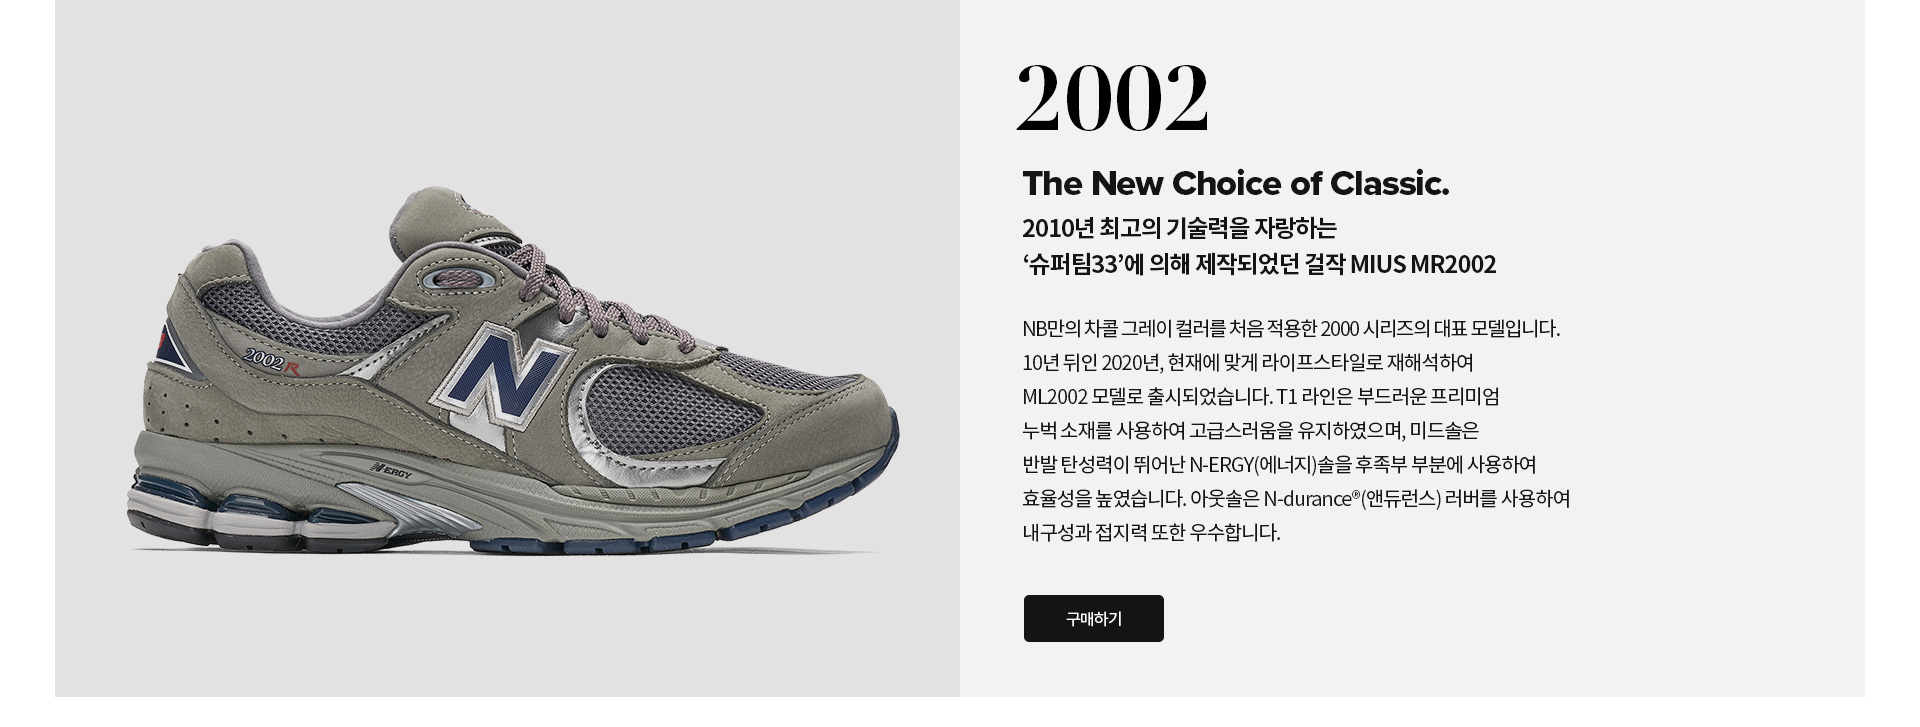 2002
The New Choice of Classic.
2010년 최고의 기술력을 자랑하는
‘슈퍼팀33’에 의해 제작되었던 걸작 MIUS MR2002
NB만의 차콜 그레이 컬러를 처음 적용한 2000 시리즈의 대표 모델입니다.
10년 뒤인 2020년, 현재에 맞게 라이프스타일로 재해석하여
ML2002 모델로 출시되었습니다. T1 라인은 부드러운 프리미엄
누벅 소재를 사용하여 고급스러움을 유지하였으며, 미드솔은
반발 탄성력이 뛰어난 N-ERGY(에너지)솔을 후족부 부분에 사용하여
효율성을 높였습니다. 아웃솔은 N-durance®(앤듀런스) 러버를 사용하여
내구성과 접지력 또한 우수합니다.
구매하기
2002R
N
NERGY